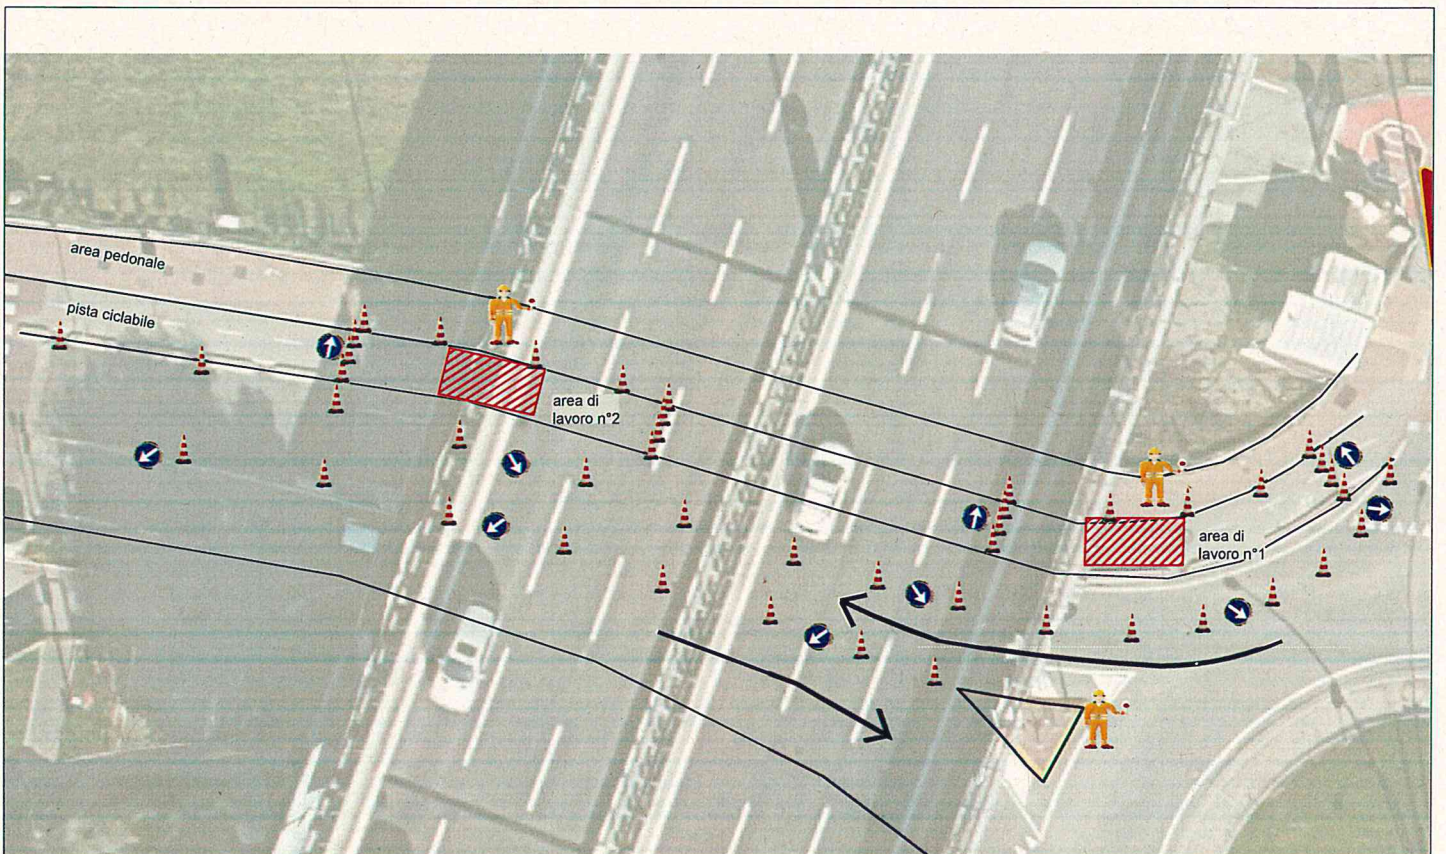 area pedonale
pista ciclabile
area di
lavoro n°2
area di
lavoro n°1